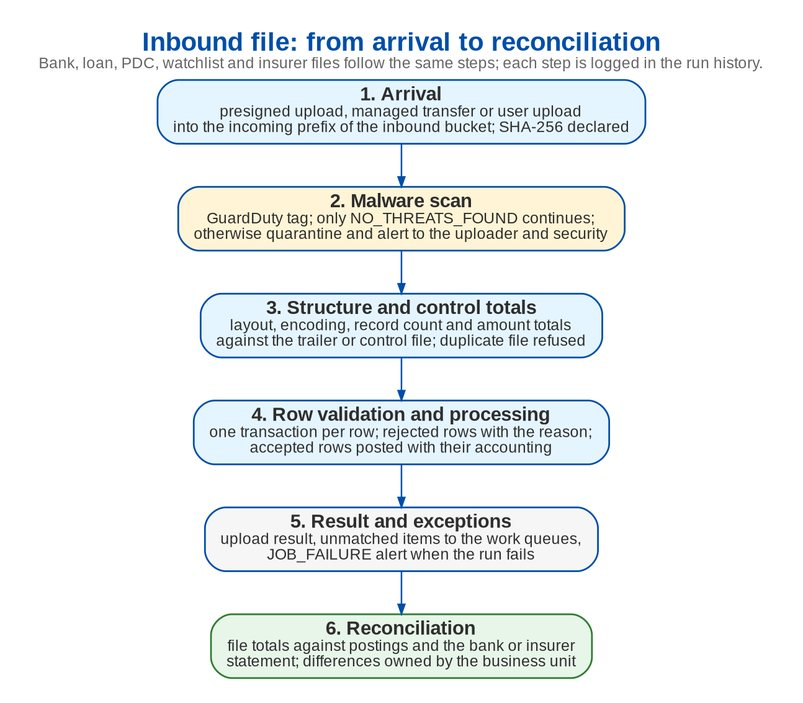 Inbound file: from arrival to reconciliation
Bank, loan, PDC, watchlist and insurer files follow the same steps; each step is logged in the run history.
1. Arrival
presigned upload, managed transfer or user upload
into the incoming prefix of the inbound bucket; SHA-256 declared
2. Malware scan
GuardDuty tag; only NO_THREATS_FOUND continues;
otherwise quarantine and alert to the uploader and security
3. Structure and control totals
layout, encoding, record count and amount totals
against the trailer or control file; duplicate file refused
4. Row validation and processing
one transaction per row; rejected rows with the reason;
accepted rows posted with their accounting
5. Result and exceptions
upload result, unmatched items to the work queues,
JOB_FAILURE alert when the run fails
6. Reconciliation
file totals against postings and the bank or insurer
statement; differences owned by the business unit